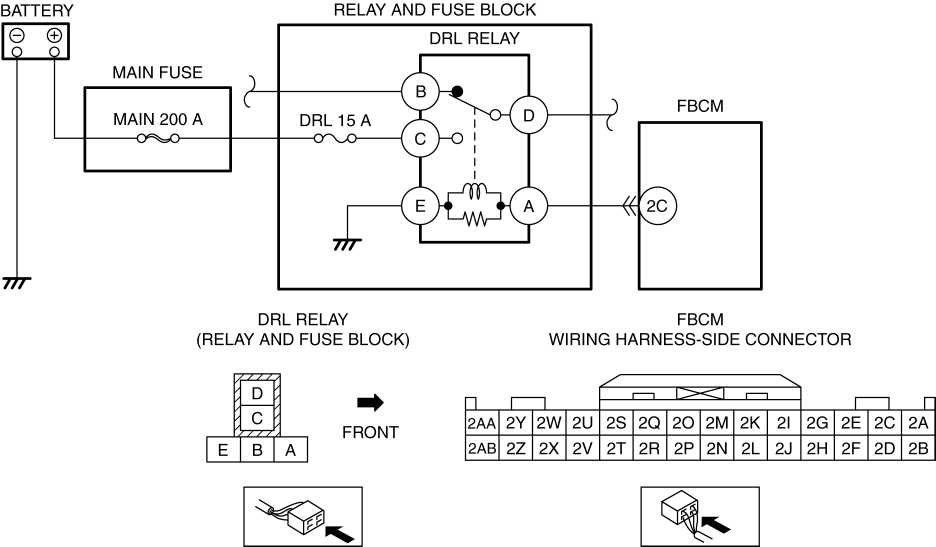 BATTERY
RELAY AND FUSE BLOCK
DRL RELAY
− +
MAIN FUSE
B
MAIN 200 A
DRL 15 A
D
FBCM
C
E
A
2C
DRL RELAY
(RELAY AND FUSE BLOCK)
FBCM
WIRING HARNESS-SIDE CONNECTOR
D
C
E B A
FRONT
2AA 2Y 2W 2U 2S 2Q 2O 2M 2K 2I 2G 2E 2C 2A
2AB 2Z 2X 2V 2T 2R 2P 2N 2L 2J 2H 2F 2D 2B